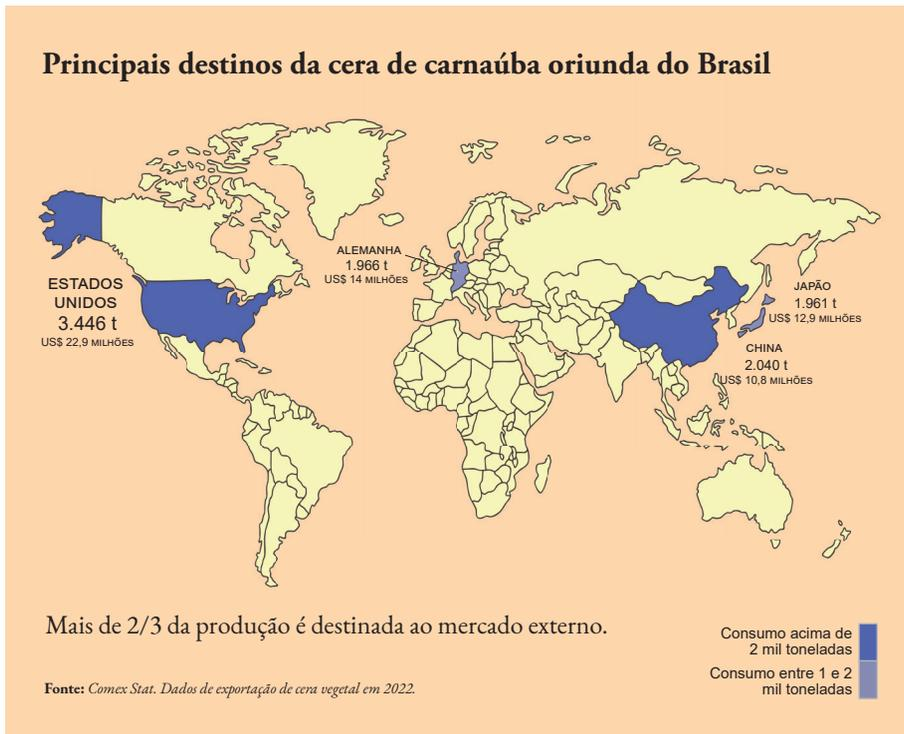 Principais destinos da cera de carnaúba oriunda do Brasil
ALEMANHA
1.966 t
US$ 14 MILHÕES
ESTADOS
UNIDOS
3.446 t
US$ 22,9 MILHÕES
JAPÃO
1.961 t
US$ 12,9 MILHÕES
CHINA
2.040 t
US$ 10,8 MILHÕES
Mais de 2/3 da produção é destinada ao mercado externo.
Consumo acima de
2 mil toneladas
Consumo entre 1 e 2
mil toneladas
Fonte: Comex Stat. Dados de exportação de cera vegetal em 2022.